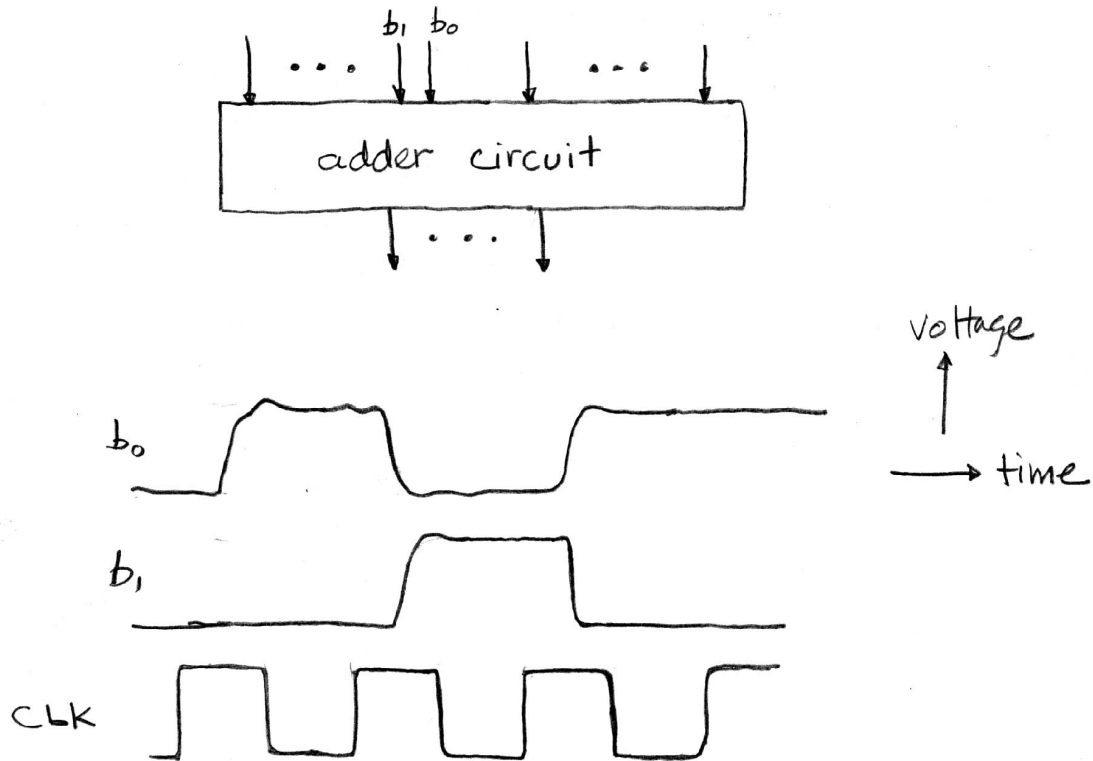 b₁ b₀
adder circuit
voltage
b₀
time
b₁
CLK